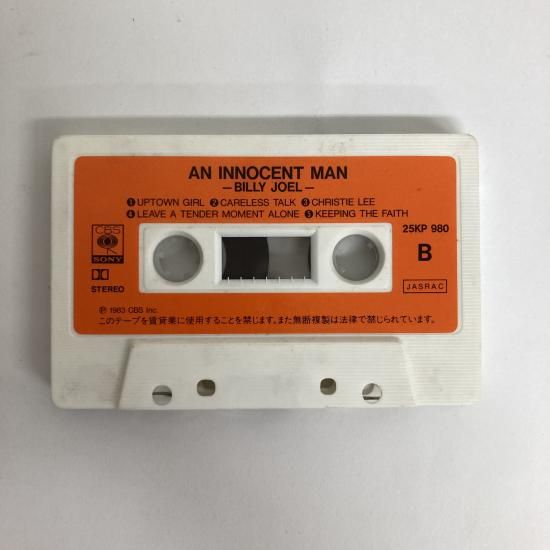 AN INNOCENT MAN
—BILLY JOEL—
❶UPTOWN GIRL ❷CARELESS TALK ❸CHRISTIE LEE
❹LEAVE A TENDER MOMENT ALONE ❺KEEPING THE FAITH
CBS
SONY
25KP 980
B
STEREO
JASRAC
Ⓟ1983 CBS Inc.
このテープを賃貸業に使用することを禁じます。また無断複製は法律で禁じられています。